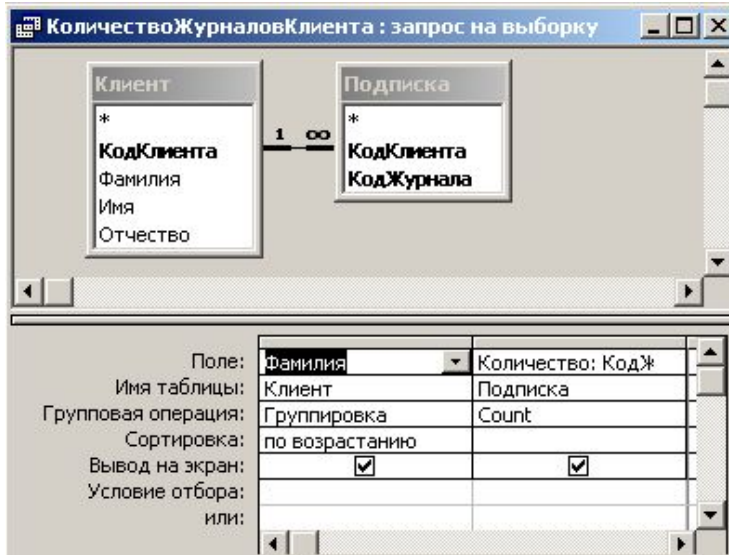 КоличествоЖурналовКлиента : запрос на выборку
Клиент
*
КодКлиента
Фамилия
Имя
Отчество
1 ∞
Подписка
*
КодКлиента
КодЖурнала
Поле: Фамилия Количество: КодЖ
Имя таблицы: Клиент Подписка
Групповая операция: Группировка Count
Сортировка: по возрастанию
Вывод на экран:
Условие отбора:
или: